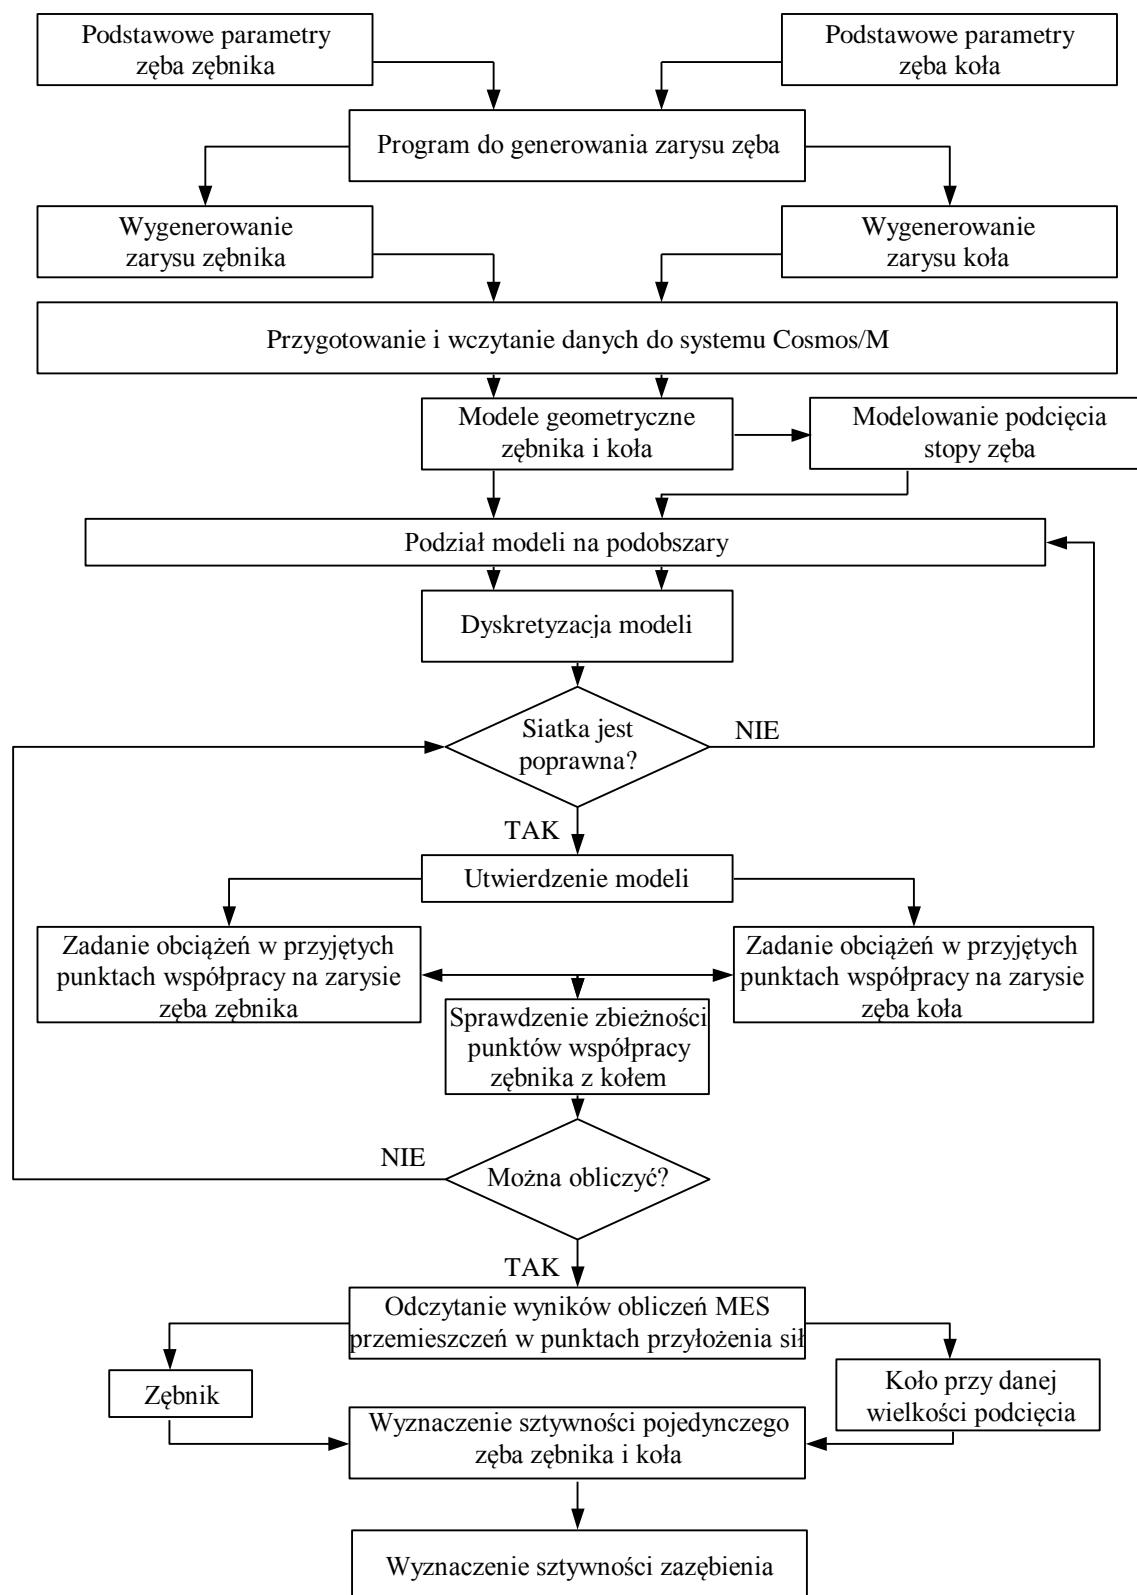 Podstawowe parametry
zęba zębnika
Podstawowe parametry
zęba koła
Program do generowania zarysu zęba
Wygenerowanie
zarysu zębnika
Wygenerowanie
zarysu koła
Przygotowanie i wczytanie danych do systemu Cosmos/M
Modele geometryczne
zębnika i koła
Modelowanie podcięcia
stopy zęba
Podział modeli na podobszary
Dyskretyzacja modeli
Siatka jest
poprawna?
NIE
TAK
Utwierdzenie modeli
Zadanie obciążeń w przyjętych
punktach współpracy na zarysie
zęba zębnika
Zadanie obciążeń w przyjętych
punktach współpracy na zarysie
zęba koła
Sprawdzenie zbieżności
punktów współpracy
zębnika z kołem
NIE
Można obliczyć?
TAK
Odczytanie wyników obliczeń MES
przemieszczeń w punktach przyłożenia sił
Zębnik
Koło przy danej
wielkości podcięcia
Wyznaczenie sztywności pojedynczego
zęba zębnika i koła
Wyznaczenie sztywności zazębienia